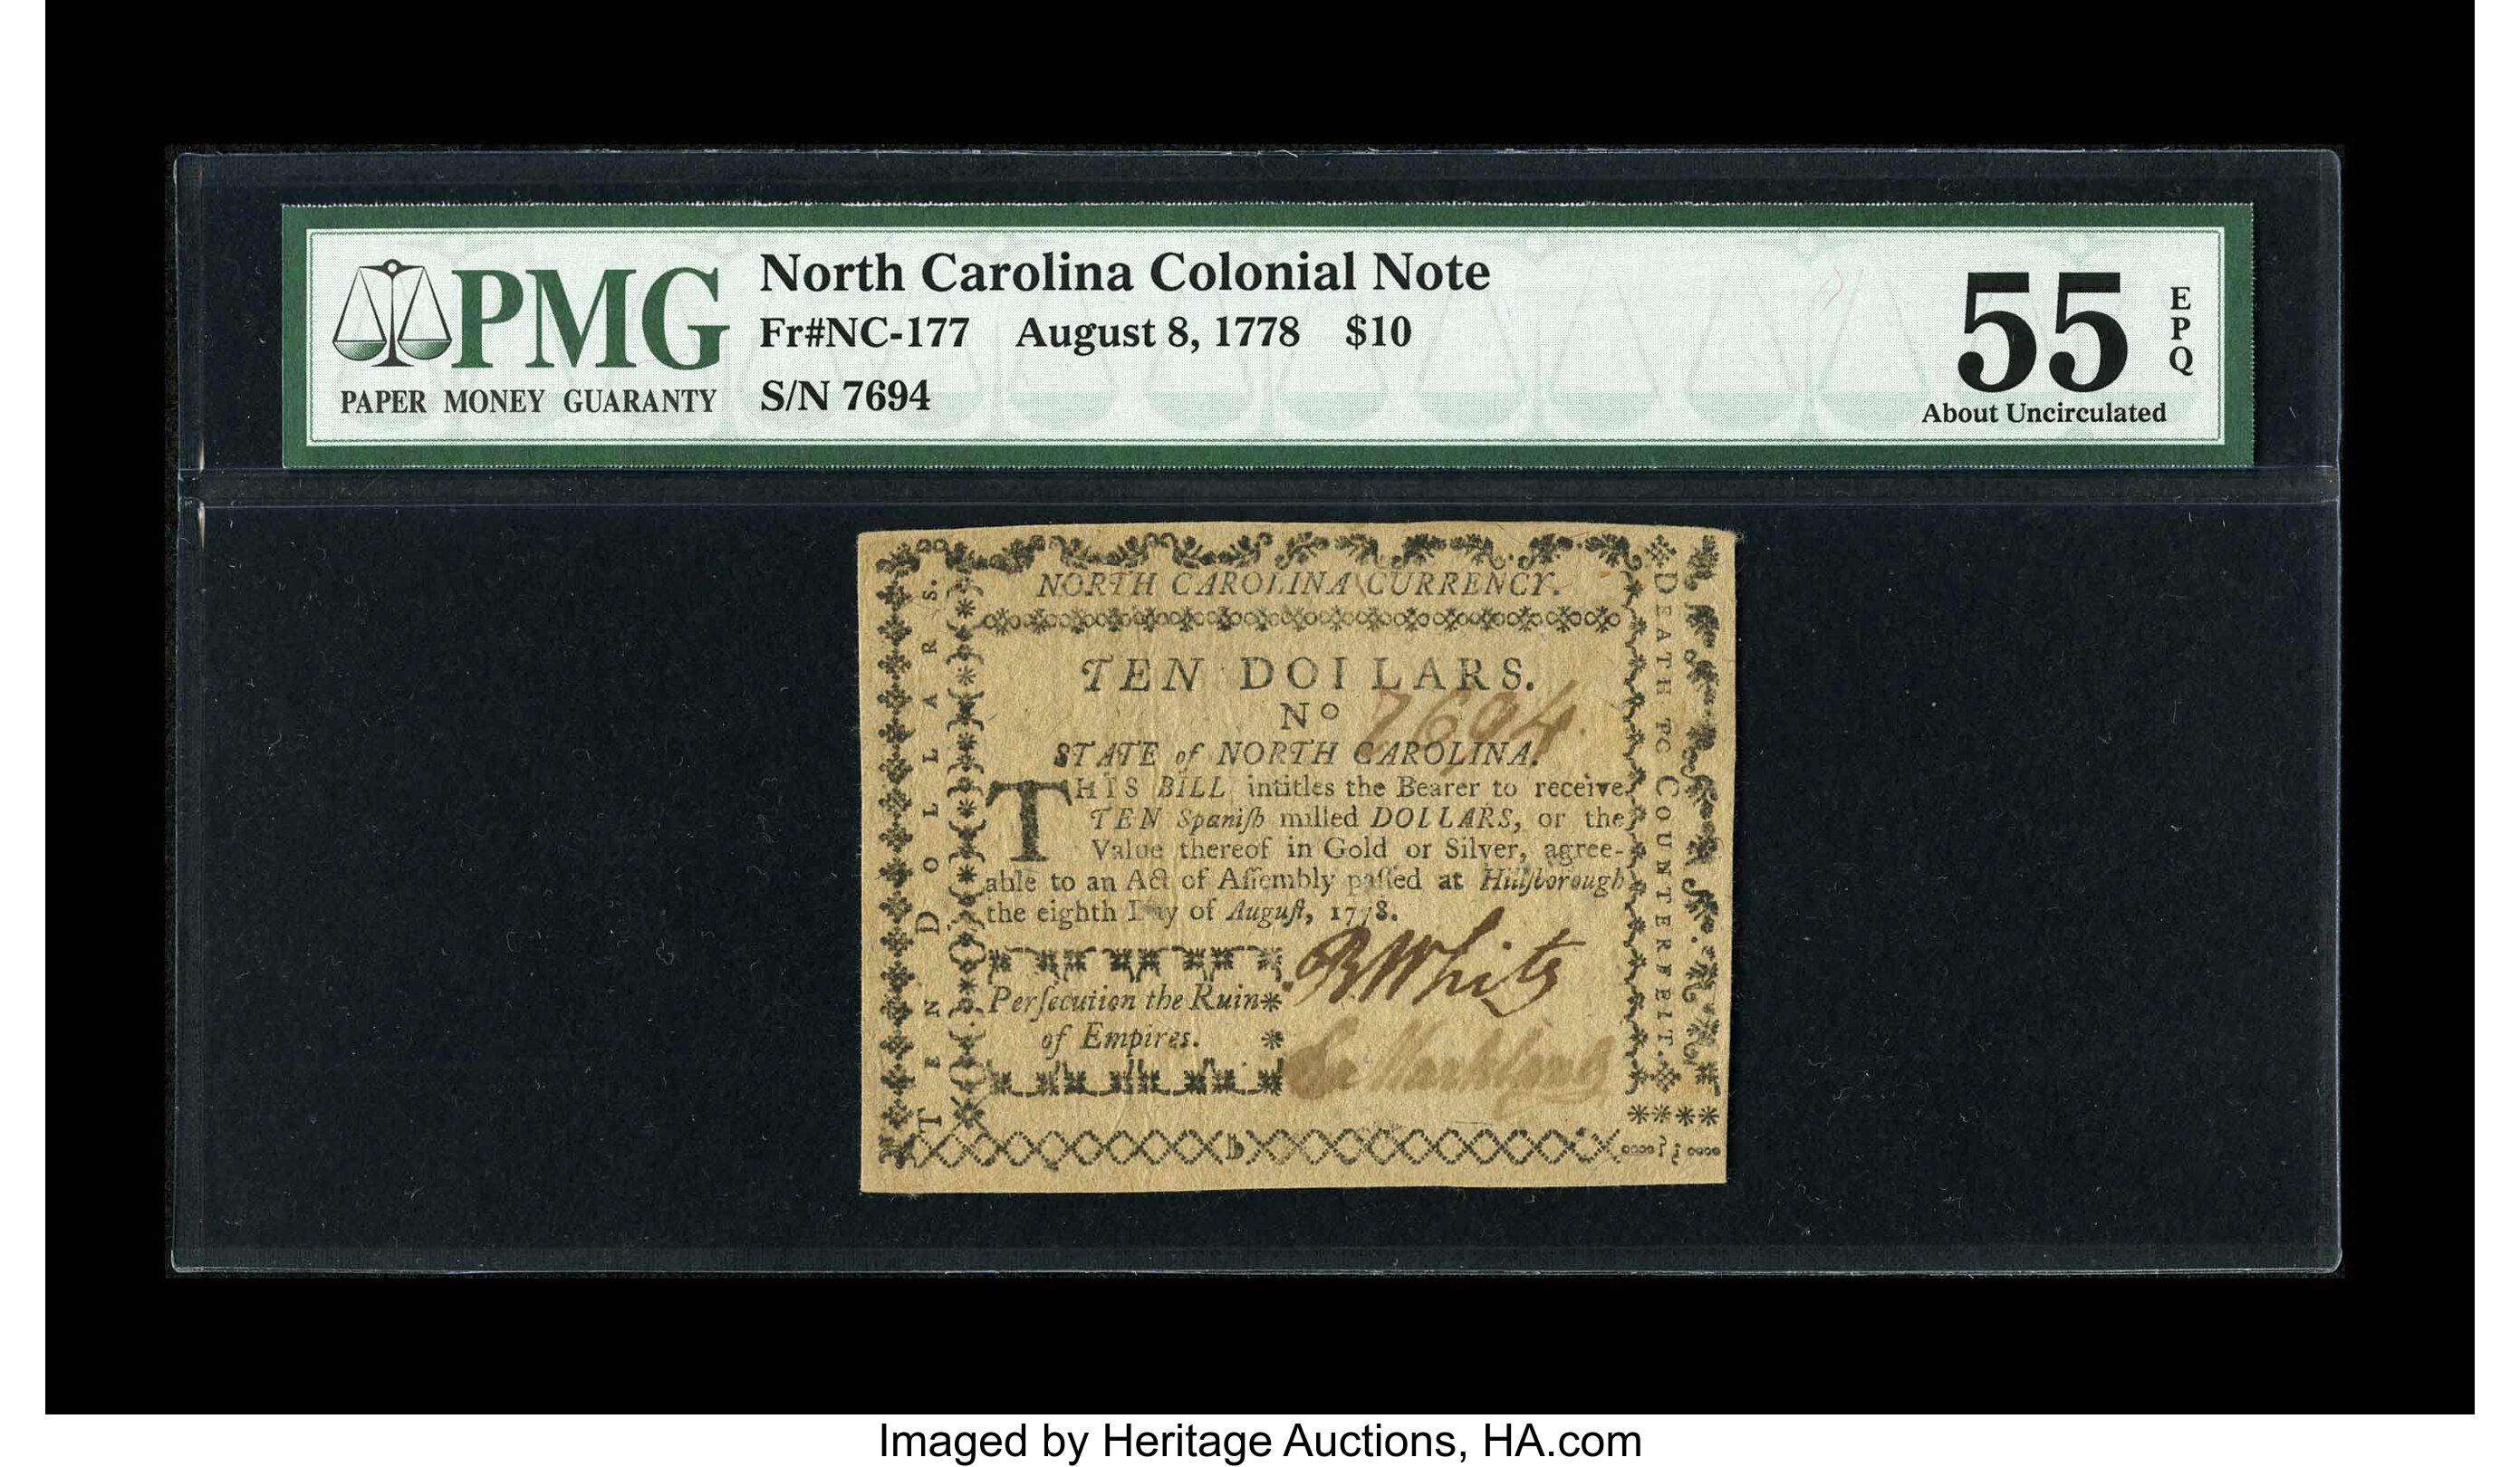 PMG
PAPER MONEY GUARANTY
North Carolina Colonial Note
Fr#NC-177 August 8, 1778 $10
S/N 7694
55
EPQ
About Uncirculated
NORTH CAROLINA CURRENCY.
TEN DOLLARS.
No 7694
STATE of NORTH CAROLINA.
THIS BILL intitles the Bearer to receive
TEN Spaniſh milled DOLLARS, or the
Value thereof in Gold or Silver, agree-
able to an Act of Aſſembly paſſed at Hillſborough
the eighth Day of Auguſt, 1778.
Perſecution the Ruin
of Empires.
R White
TEN DOLLARS.
DEATH TO COUNTERFEIT.
Imaged by Heritage Auctions, HA.com